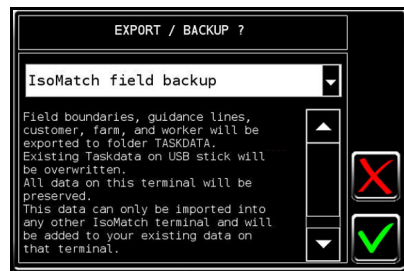 EXPORT / BACKUP ?
IsoMatch field backup
Field boundaries, guidance lines,
customer, farm, and worker will be
exported to folder TASKDATA.
Existing Taskdata on USB stick will
be overwritten.
All data on this terminal will be
preserved.
This data can only be imported into
any other IsoMatch terminal and will
be added to your existing data on
that terminal.